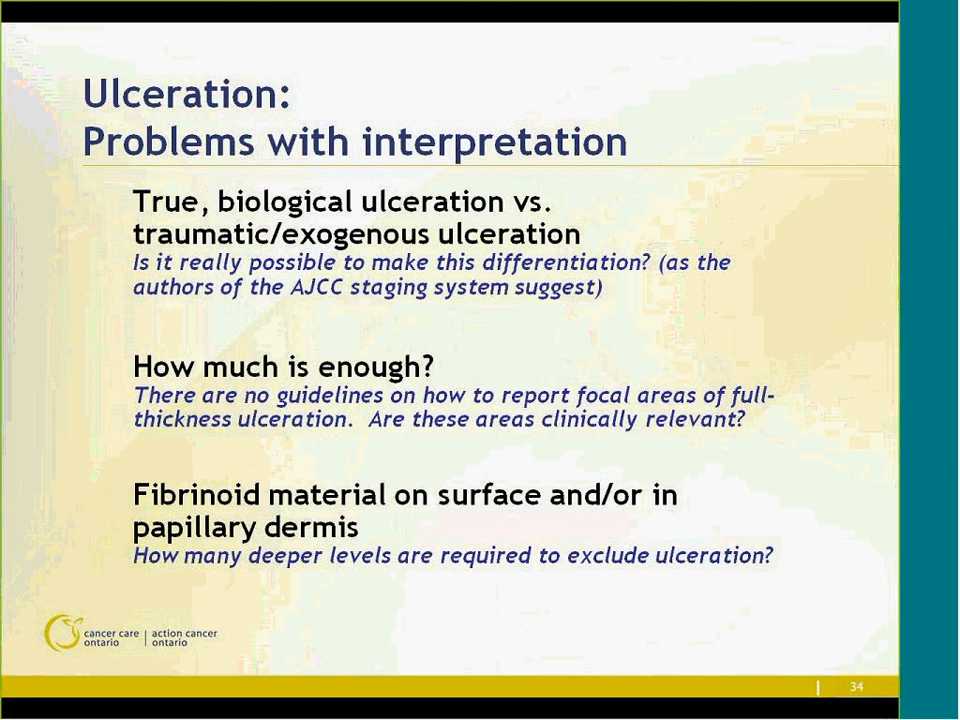 Ulceration:
Problems with interpretation
True, biological ulceration vs.
traumatic/exogenous ulceration
Is it really possible to make this differentiation? (as the
authors of the AJCC staging system suggest)
How much is enough?
There are no guidelines on how to report focal areas of full-
thickness ulceration.  Are these areas clinically relevant?
Fibrinoid material on surface and/or in
papillary dermis
How many deeper levels are required to exclude ulceration?
cancer care | action cancer
ontario | ontario
34